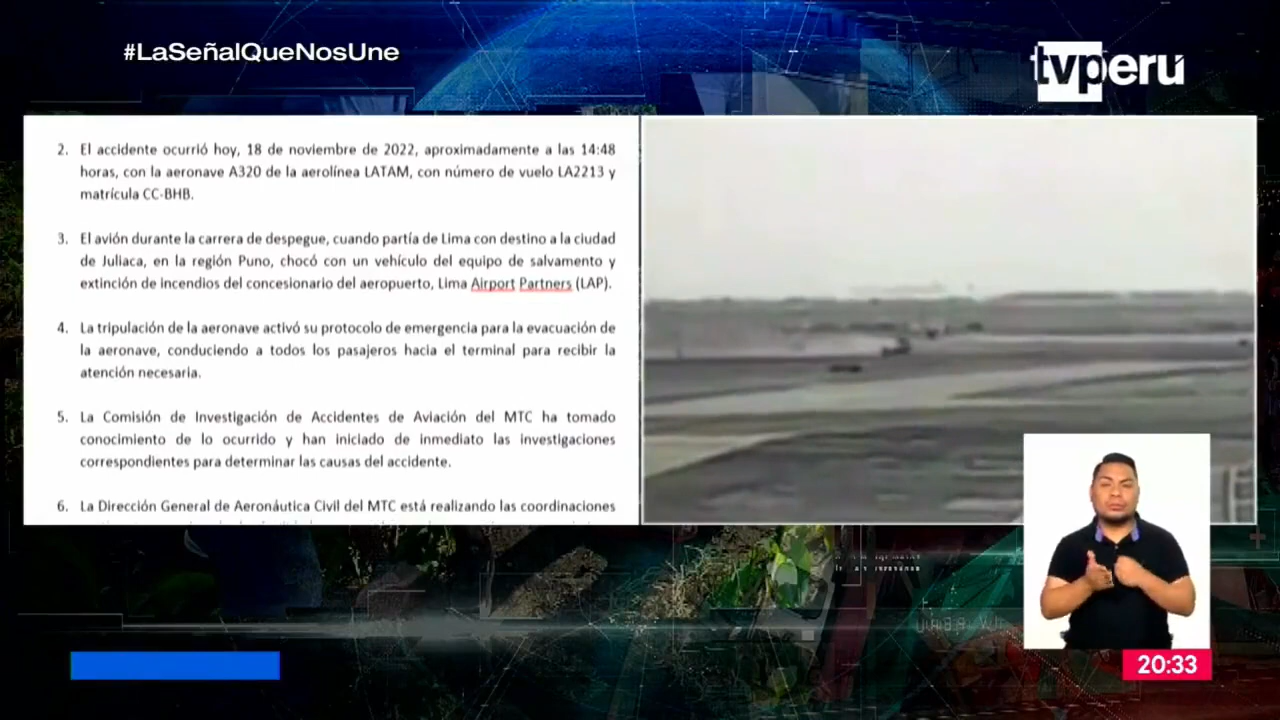 #LaSeñalQueNosUne
tvperú
2. El accidente ocurrió hoy, 18 de noviembre de 2022, aproximadamente a las 14:48
horas, con la aeronave A320 de la aerolínea LATAM, con número de vuelo LA2213 y
matrícula CC-BHB.
3. El avión durante la carrera de despegue, cuando partía de Lima con destino a la ciudad
de Juliaca, en la región Puno, chocó con un vehículo del equipo de salvamento y
extinción de incendios del concesionario del aeropuerto, Lima Airport Partners (LAP).
4. La tripulación de la aeronave activó su protocolo de emergencia para la evacuación de
la aeronave, conduciendo a todos los pasajeros hacia el terminal para recibir la
atención necesaria.
5. La Comisión de Investigación de Accidentes de Aviación del MTC ha tomado
conocimiento de lo ocurrido y han iniciado de inmediato las investigaciones
correspondientes para determinar las causas del accidente.
6. La Dirección General de Aeronáutica Civil del MTC está realizando las coordinaciones
20:33